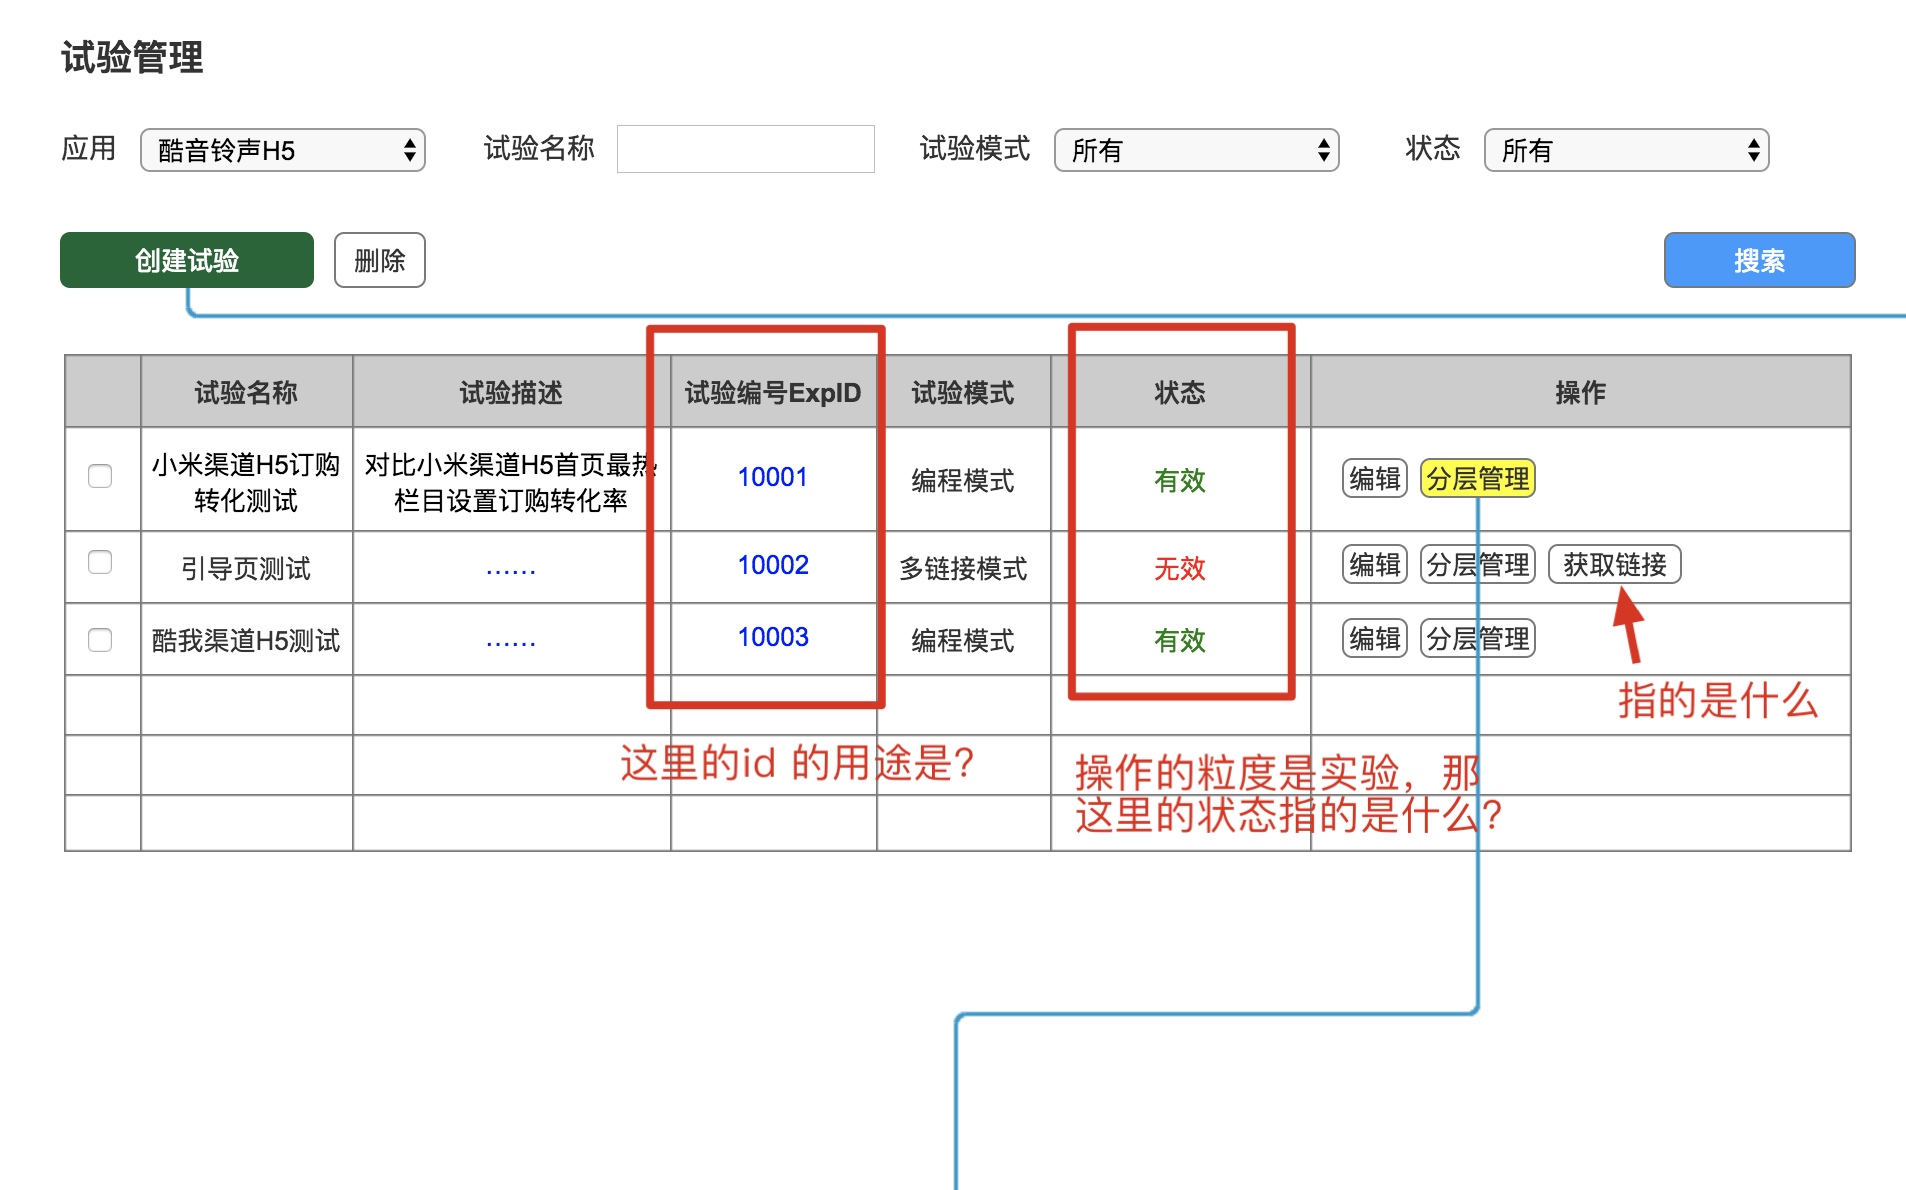 试验管理
应用 酷音铃声H5 试验名称 试验模式 所有 状态 所有
创建试验 删除 搜索
试验名称 试验描述 试验编号ExpID 试验模式 状态 操作
小米渠道H5订购 对比小米渠道H5首页最热
转化测试 栏目设置订购转化率
10001 编程模式 有效 编辑 分层管理
引导页测试 …… 10002 多链接模式 无效 编辑 分层管理 获取链接
酷我渠道H5测试 …… 10003 编程模式 有效 编辑 分层管理
指的是什么
这里的id 的用途是？
操作的粒度是实验，那
这里的状态指的是什么？